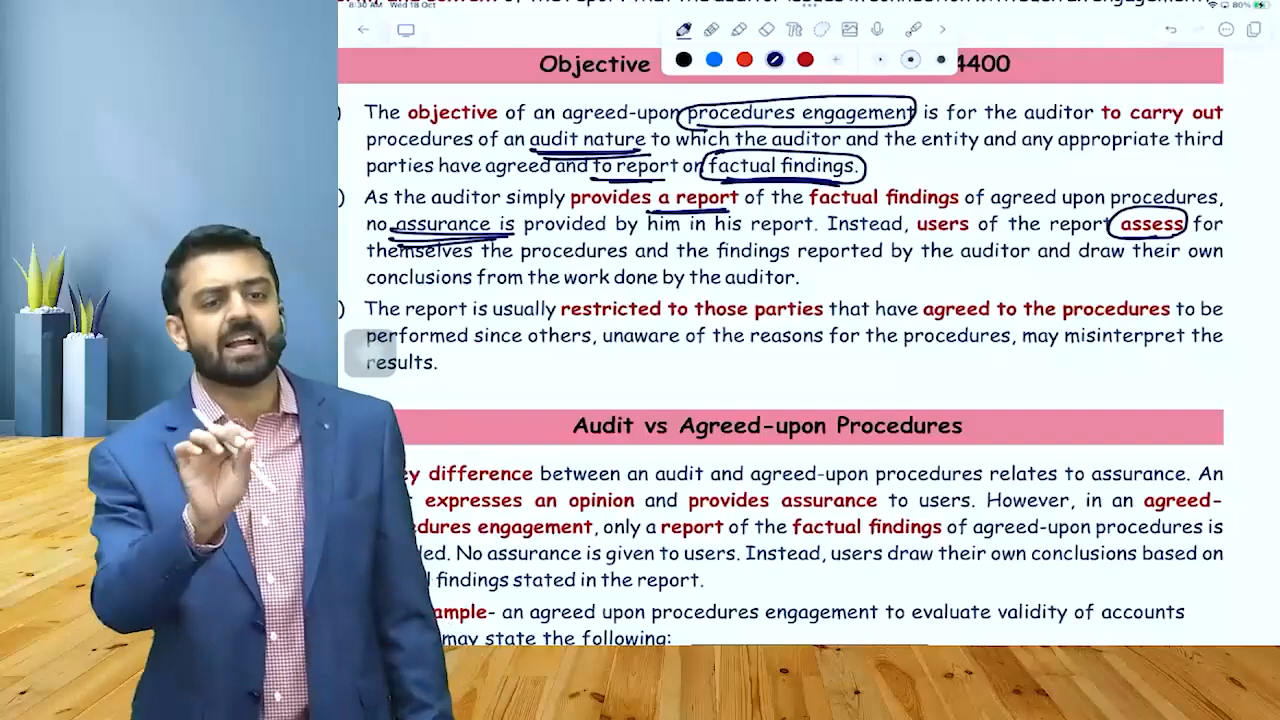 8:30 AM Wed 18 Oct
80%
Objective
4400
The objective of an agreed-upon procedures engagement is for the auditor to carry out
procedures of an audit nature to which the auditor and the entity and any appropriate third
parties have agreed and to report on factual findings.
As the auditor simply provides a report of the factual findings of agreed upon procedures,
no assurance is provided by him in his report. Instead, users of the report assess for
themselves the procedures and the findings reported by the auditor and draw their own
conclusions from the work done by the auditor.
The report is usually restricted to those parties that have agreed to the procedures to be
performed since others, unaware of the reasons for the procedures, may misinterpret the
results.
Audit vs Agreed-upon Procedures
difference between an audit and agreed-upon procedures relates to assurance. An
expresses an opinion and provides assurance to users. However, in an agreed-
engagement, only a report of the factual findings of agreed-upon procedures is
No assurance is given to users. Instead, users draw their own conclusions based on
findings stated in the report.
an agreed upon procedures engagement to evaluate validity of accounts
may state the following: